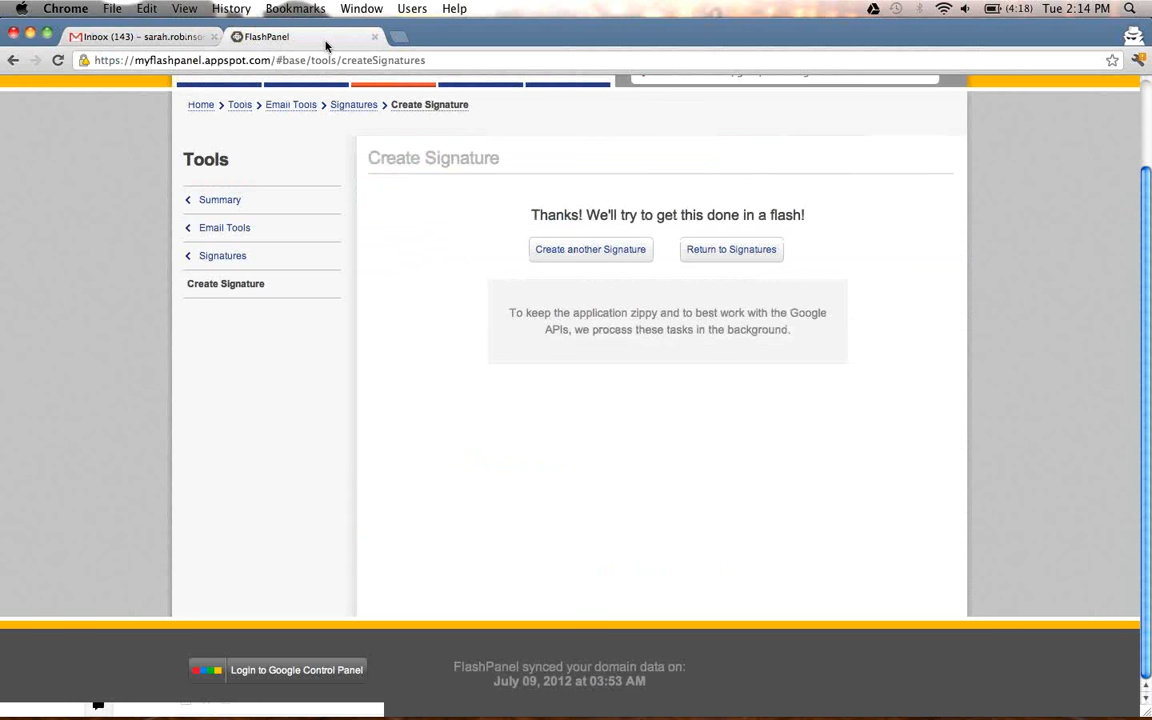 Chrome File Edit View History Bookmarks Window Users Help (4:18) Tue 2:14 PM
Inbox (143) – sarah.robinso FlashPanel
https://myflashpanel.appspot.com/#base/tools/createSignatures
Home > Tools > Email Tools > Signatures > Create Signature
Tools
Summary
Email Tools
Signatures
Create Signature
Create Signature
Thanks! We'll try to get this done in a flash!
Create another Signature Return to Signatures
To keep the application zippy and to best work with the Google
APIs, we process these tasks in the background.
Login to Google Control Panel
FlashPanel synced your domain data on:
July 09, 2012 at 03:53 AM